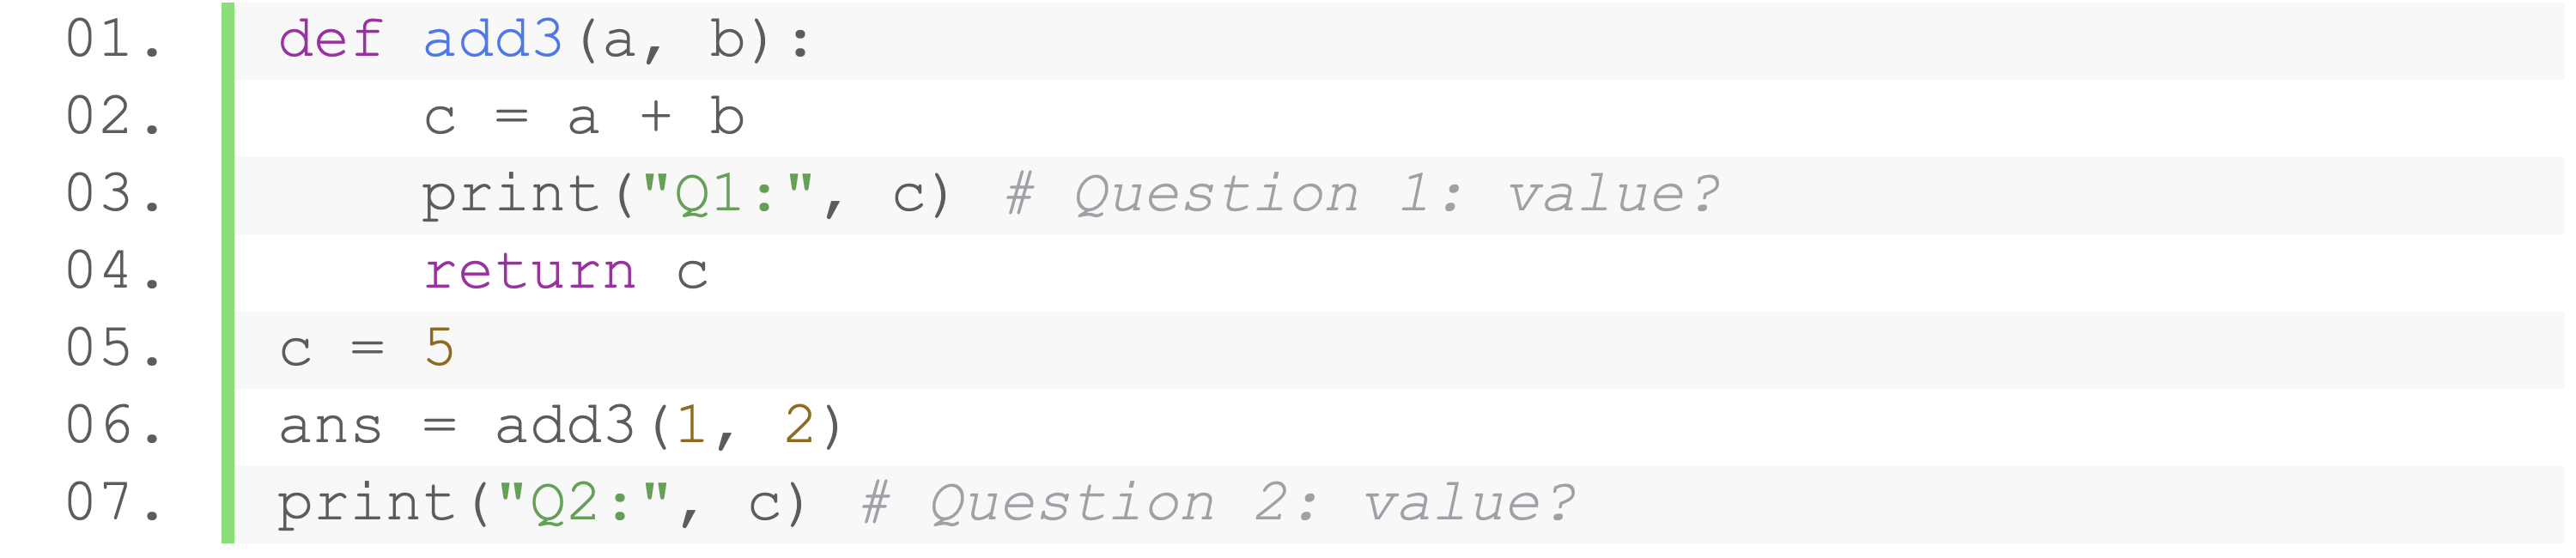 01. def add3(a, b):
02.     c = a + b
03.     print("Q1:", c) # Question 1: value?
04.     return c
05. c = 5
06. ans = add3(1, 2)
07. print("Q2:", c) # Question 2: value?